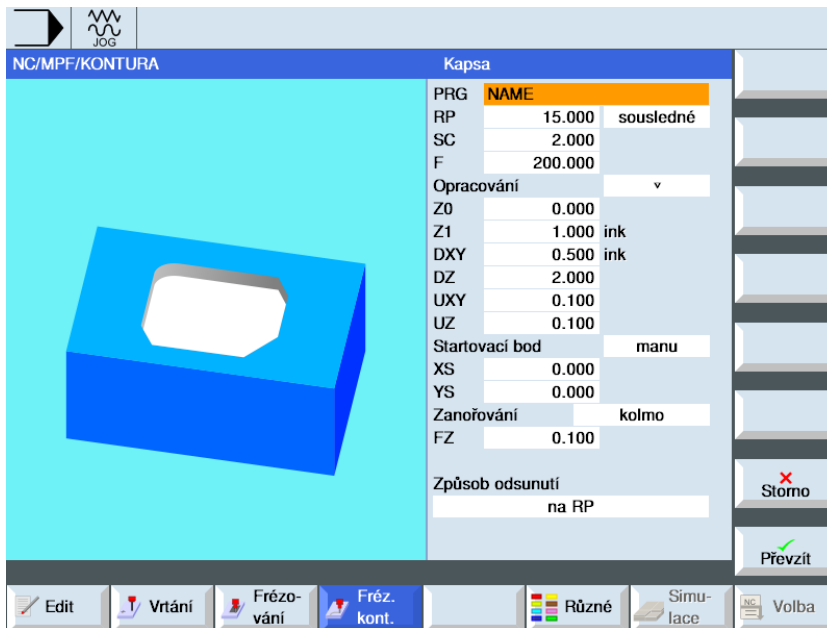 JOG
NC/MPF/KONTURA
Kapsa
PRG NAME
RP 15.000 sousledné
SC 2.000
F 200.000
Opracování ▿
Z0 0.000
Z1 1.000 ink
DXY 0.500 ink
DZ 2.000
UXY 0.100
UZ 0.100
Startovací bod manu
XS 0.000
YS 0.000
Zanořování kolmo
FZ 0.100
Způsob odsunutí
na RP
Storno
Převzít
Edit
Vrtání
Frézo-
vání
Fréz.
kont.
Různé
Simu-
lace
NC
Volba